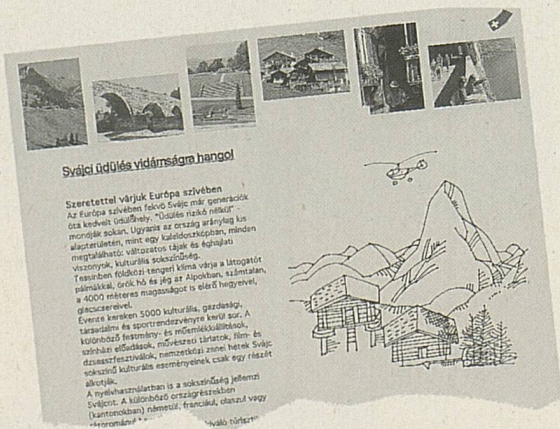 Svájci üdülés vidámságra hangol
Szeretettel várjuk Európa szívében
Az Európa szívében fekvő Svájc már generációk
óta kedvelt üdülőhely. "Üdülés rizikó nélkül" -
mondják sokan. Ugyanis az ország aránylag kis
alapterületén, mint egy kaleidoszkópban, minden
megtalálható: változatos tájak és éghajlati
viszonyok, kulturális sokszinűség.
Tessinben földközi-tengeri klíma várja a látogatót
pálmákkal, örök hó és jég az Alpokban, számtalan,
a 4000 méteres magasságot is elérő hegyeivel,
gleccsereivel.
Évente kereken 5000 kulturális, gazdasági,
társadalmi és sportrendezvényre kerül sor. A
különböző festmény- és műemlékkiállítások,
színházi előadások, művészeti tárlatok, film- és
dzsesszfesztiválok, nemzetközi zenei hetek Svájc
sokszinű kulturális eseményeinek csak egy részét
alkotják.
A nyelvhasználatban is a sokszinűség jellemzi
Svájcot. A különböző országrészekben
(kantonokban) németül, franciául, olaszul vagy